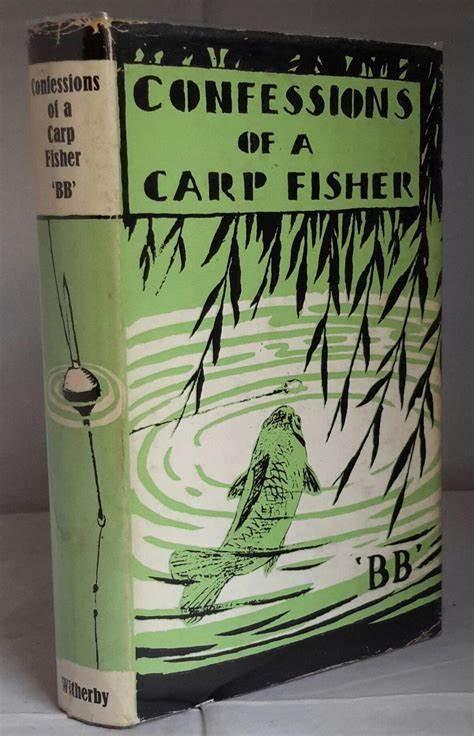 Confessions
of a
Carp
Fisher
'BB'
Witherby
CONFESSIONS
OF A
CARP FISHER
'BB'